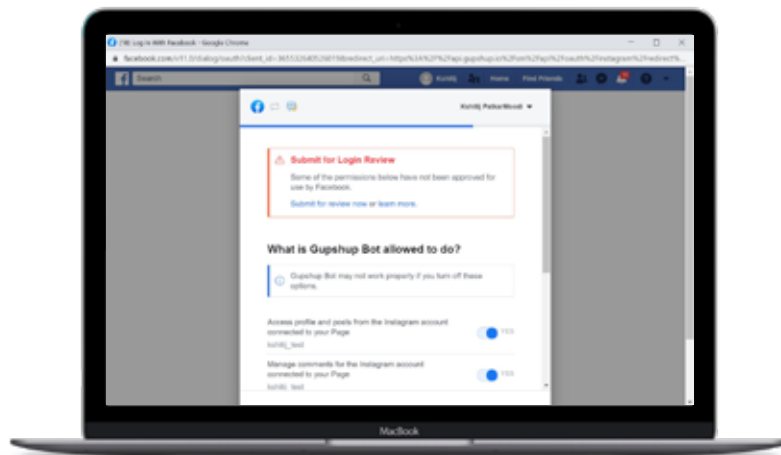 (18) Log in With Facebook - Google Chrome
Search
Kshitij
Home
Find Friends
Submit for Login Review
Some of the permissions below have not been approved for
use by Facebook.
Submit for review now or learn more.
What is Gupshup Bot allowed to do?
Gupshup Bot may not work properly if you turn off these
options.
Access profile and posts from the Instagram account
connected to your Page
kshitij_test
YES
Manage comments for the Instagram account
connected to your Page
kshitij_test
YES
MacBook